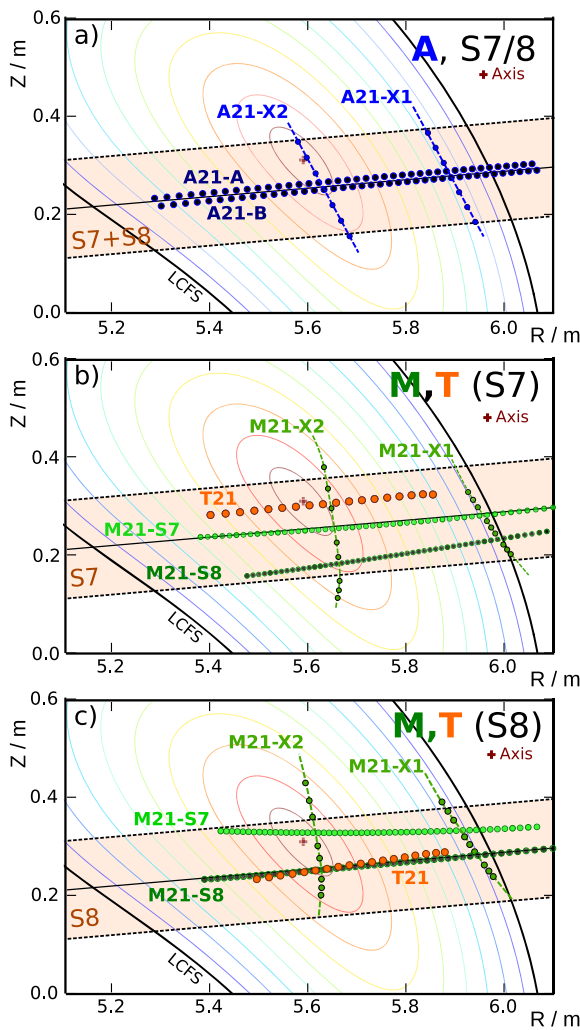 Z / m
0.6
0.4
0.2
0.0
a)
A, S7/8
Axis
A21-X2
A21-X1
A21-A
A21-B
S7+S8
LCFS
5.2
5.4
5.6
5.8
6.0
R / m
Z / m
0.6
0.4
0.2
0.0
b)
M,T (S7)
Axis
M21-X2
M21-X1
T21
M21-S7
M21-S8
S7
LCFS
5.2
5.4
5.6
5.8
6.0
R / m
Z / m
0.6
0.4
0.2
0.0
c)
M,T (S8)
Axis
M21-X2
M21-X1
M21-S7
M21-S8
T21
S8
LCFS
5.2
5.4
5.6
5.8
6.0
R / m